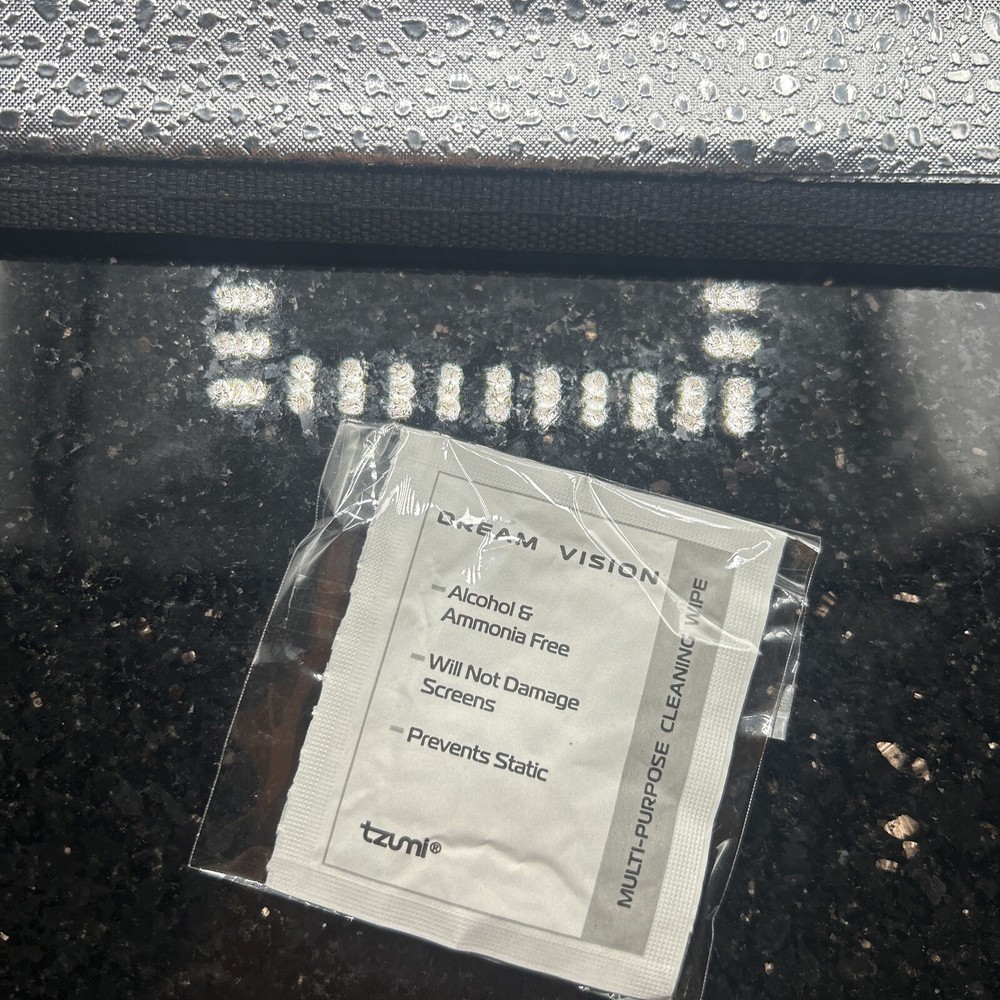 DREAM VISION
- Alcohol &
Ammonia Free
- Will Not Damage
Screens
- Prevents Static
tzumi®
MULTI-PURPOSE CLEANING WIPE